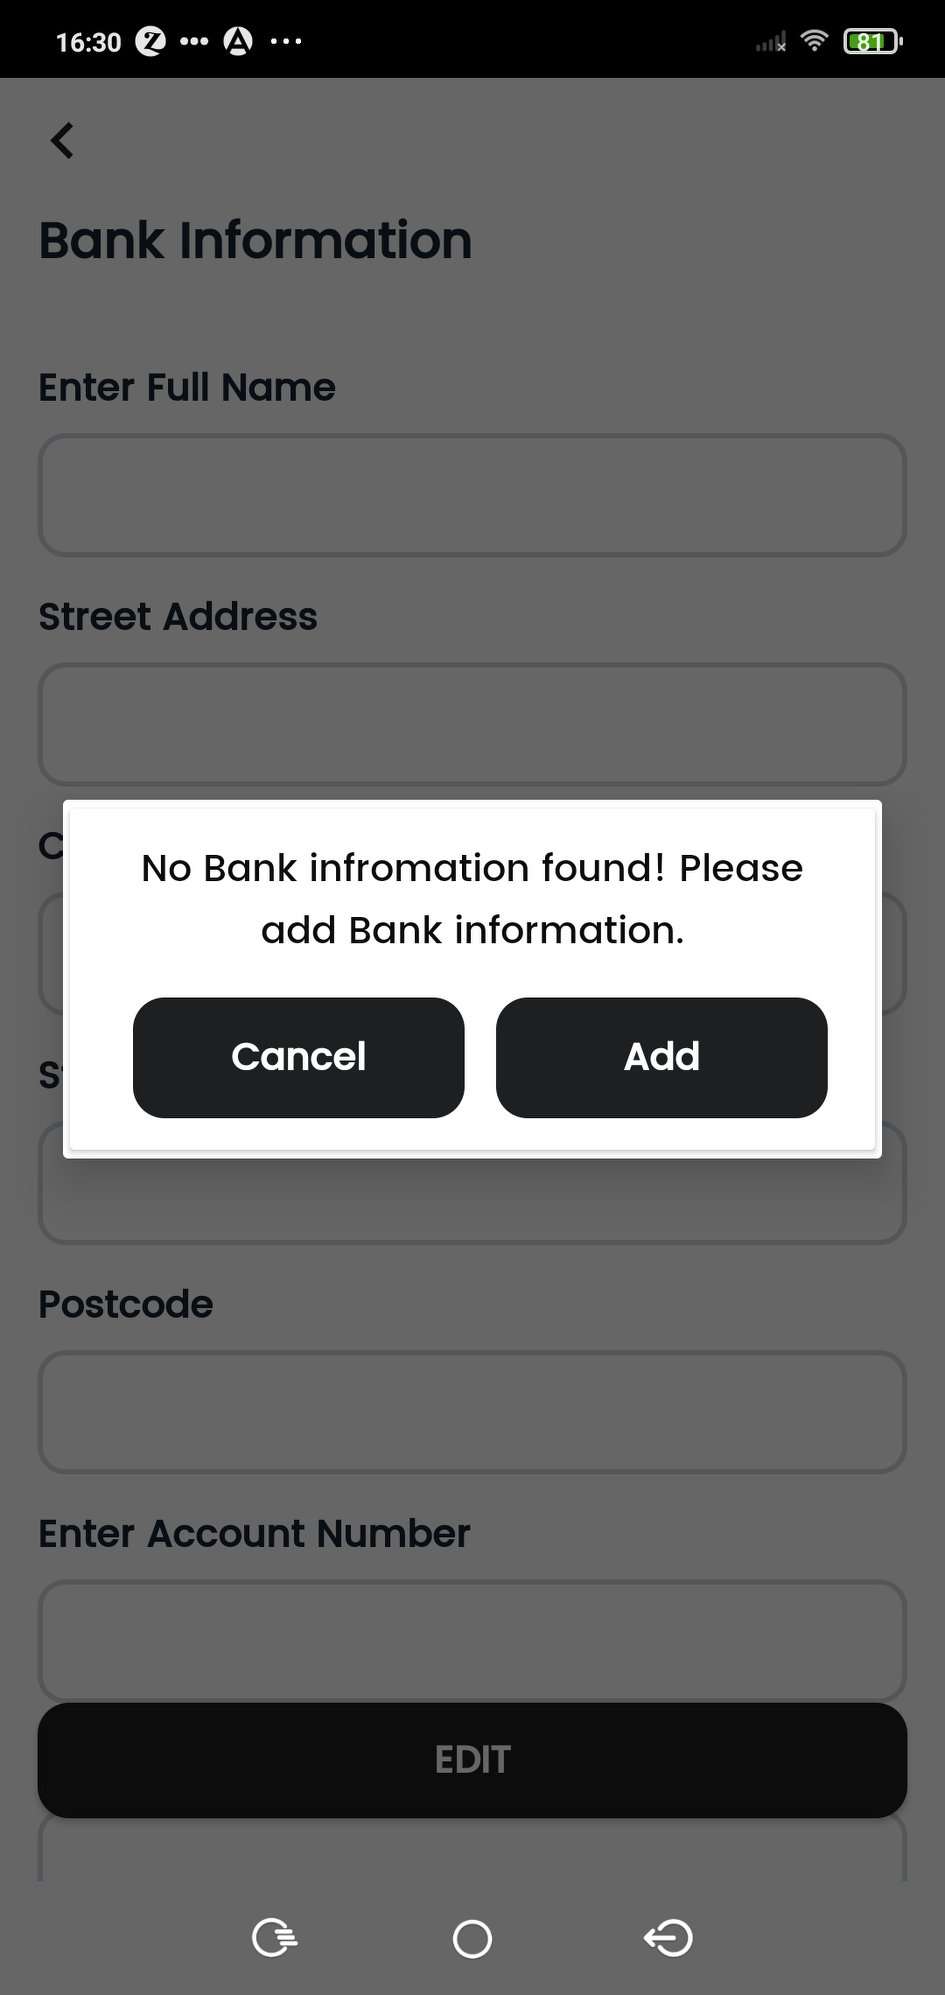 16:30
81
Bank Information
Enter Full Name
Street Address
C
No Bank infromation found! Please
add Bank information.
Cancel
Add
St
Postcode
Enter Account Number
EDIT